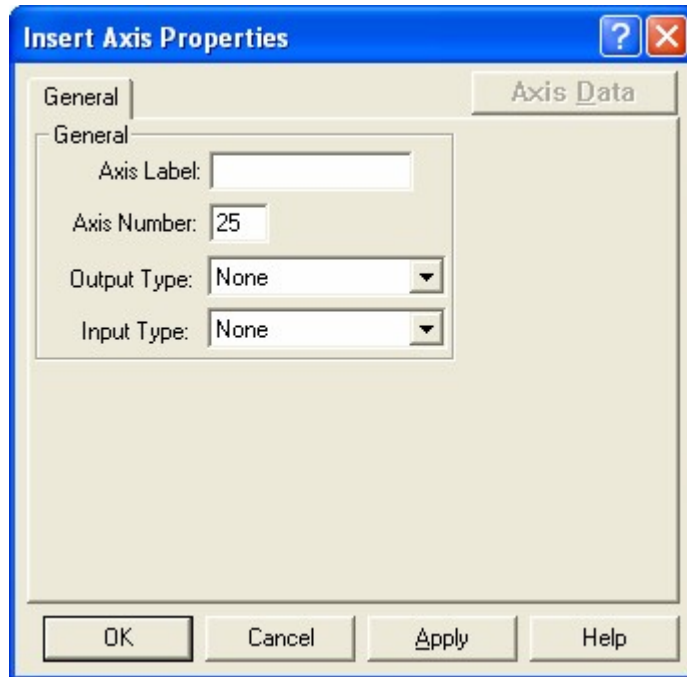 Insert Axis Properties
General
Axis Data
General
Axis Label:
Axis Number: 25
Output Type: None
Input Type: None
OK Cancel Apply Help